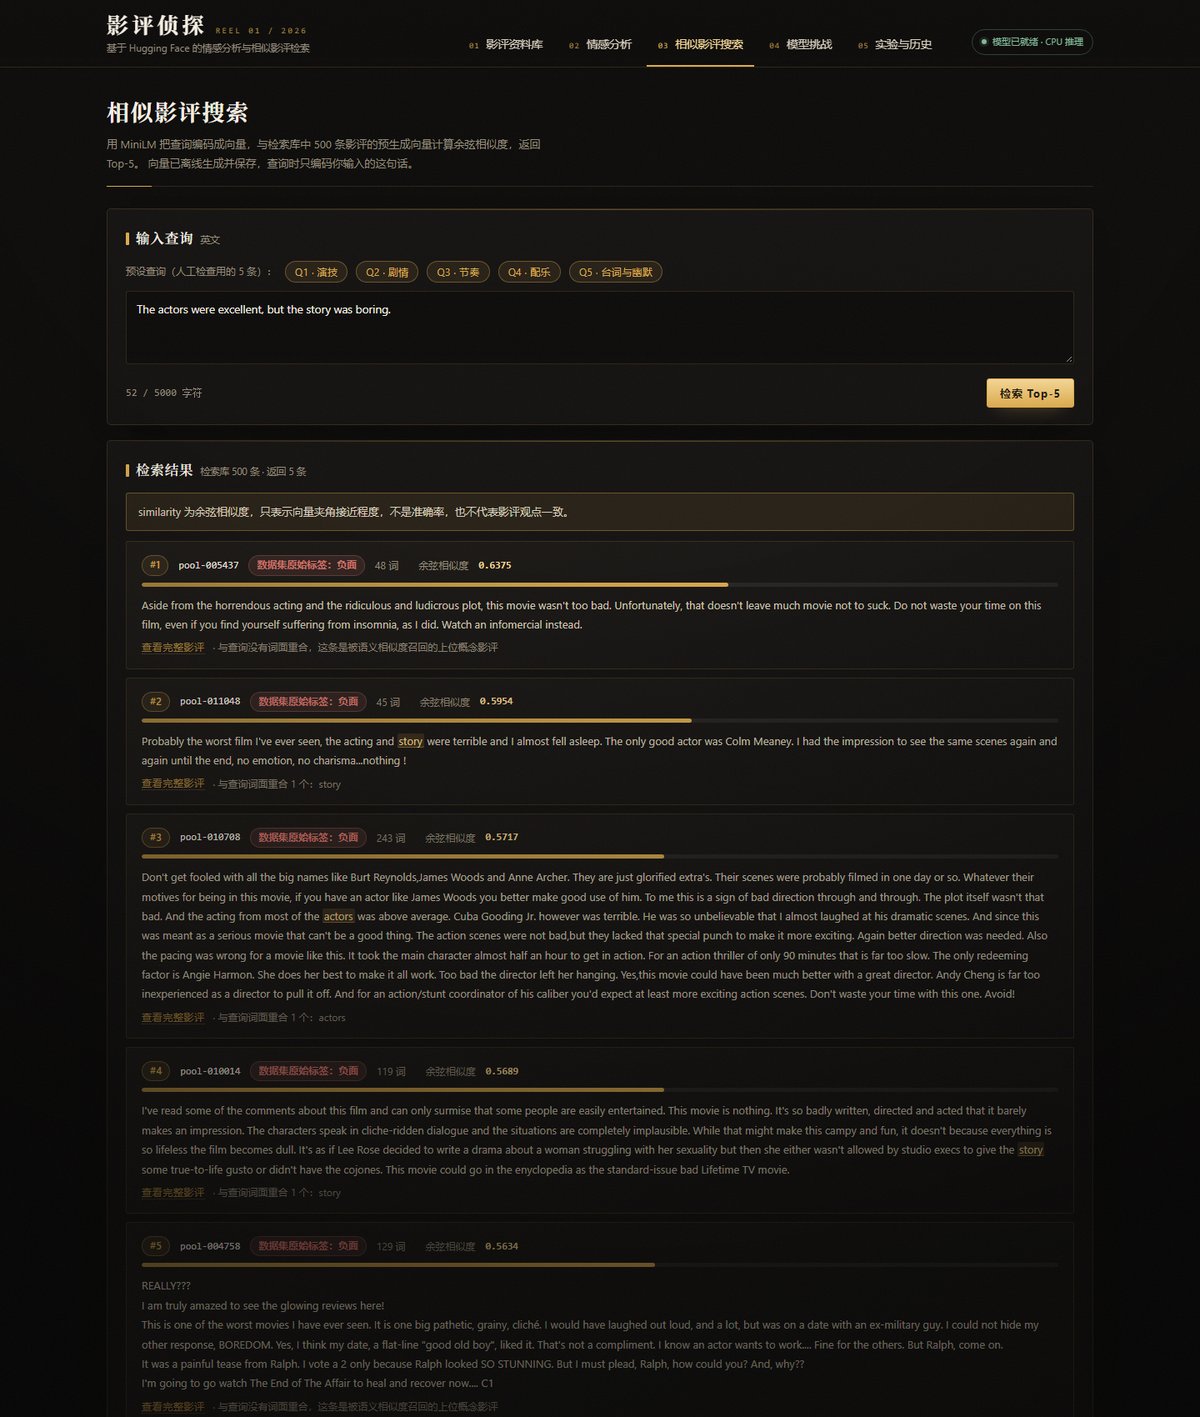 影评侦探 REEL 01 / 2026
基于 Hugging Face 的情感分析与相似影评检索
01 影评资料库 02 情感分析 03 相似影评搜索 04 模型挑战 05 实验与历史
模型已就绪 · CPU 推理
相似影评搜索
用 MiniLM 把查询编码成向量，与检索库中 500 条影评的预生成向量计算余弦相似度，返回
Top-5。 向量已离线生成并保存，查询时只编码你输入的这句话。
输入查询 英文
预设查询（人工检查用的 5 条）： Q1 · 演技 Q2 · 剧情 Q3 · 节奏 Q4 · 配乐 Q5 · 台词与幽默
The actors were excellent, but the story was boring.
52 / 5000 字符
检索 Top-5
检索结果 检索库 500 条 · 返回 5 条
similarity 为余弦相似度，只表示向量夹角接近程度，不是准确率，也不代表影评观点一致。
#1 pool-005437 数据集原始标签：负面 48 词 余弦相似度 0.6375
Aside from the horrendous acting and the ridiculous and ludicrous plot, this movie wasn't too bad. Unfortunately, that doesn't leave much movie not to suck. Do not waste your time on this
film, even if you find yourself suffering from insomnia, as I did. Watch an infomercial instead.
查看完整影评 · 与查询没有词面重合，这条是被语义相似度召回的上位概念影评
#2 pool-011048 数据集原始标签：负面 45 词 余弦相似度 0.5954
Probably the worst film I've ever seen, the acting and story were terrible and I almost fell asleep. The only good actor was Colm Meaney. I had the impression to see the same scenes again and
again until the end, no emotion, no charisma...nothing !
查看完整影评 · 与查询词面重合 1 个：story
#3 pool-010708 数据集原始标签：负面 243 词 余弦相似度 0.5717
Don't get fooled with all the big names like Burt Reynolds,James Woods and Anne Archer. They are just glorified extra's. Their scenes were probably filmed in one day or so. Whatever their
motives for being in this movie, if you have an actor like James Woods you better make good use of him. To me this is a sign of bad direction through and through. The plot itself wasn't that
bad. And the acting from most of the actors was above average. Cuba Gooding Jr. however was terrible. He was so unbelievable that I almost laughed at his dramatic scenes. And since this
was meant as a serious movie that can't be a good thing. The action scenes were not bad,but they lacked that special punch to make it more exciting. Again better direction was needed. Also
the pacing was wrong for a movie like this. It took the main character almost half an hour to get in action. For an action thriller of only 90 minutes that is far too slow. The only redeeming
factor is Angie Harmon. She does her best to make it all work. Too bad the director left her hanging. Yes,this movie could have been much better with a great director. Andy Cheng is far too
inexperienced as a director to pull it off. And for an action/stunt coordinator of his caliber you'd expect at least more exciting action scenes. Don't waste your time with this one. Avoid!
查看完整影评 · 与查询词面重合 1 个：actors
#4 pool-010014 数据集原始标签：负面 119 词 余弦相似度 0.5689
I've read some of the comments about this film and can only surmise that some people are easily entertained. This movie is nothing. It's so badly written, directed and acted that it barely
makes an impression. The characters speak in cliche-ridden dialogue and the situations are completely implausible. While that might make this campy and fun, it doesn't because everything is
so lifeless the film becomes dull. It's as if Lee Rose decided to write a drama about a woman struggling with her sexuality but then she either wasn't allowed by studio execs to give the story
some true-to-life gusto or didn't have the cojones. This movie could go in the enyclopedia as the standard-issue bad Lifetime TV movie.
查看完整影评 · 与查询词面重合 1 个：story
#5 pool-004758 数据集原始标签：负面 129 词 余弦相似度 0.5634
REALLY???
I am truly amazed to see the glowing reviews here!
This is one of the worst movies I have ever seen. It is one big pathetic, grainy, cliché. I would have laughed out loud, and a lot, but was on a date with an ex-military guy. I could not hide my
other response, BOREDOM. Yes, I think my date, a flat-line "good old boy", liked it. That's not a compliment. I know an actor wants to work.... Fine for the others. But Ralph, come on.
It was a painful tease from Ralph. I vote a 2 only because Ralph looked SO STUNNING. But I must plead, Ralph, how could you? And, why??
I'm going to go watch The End of The Affair to heal and recover now.... C1
查看完整影评 · 与查询没有词面重合，这条是被语义相似度召回的上位概念影评